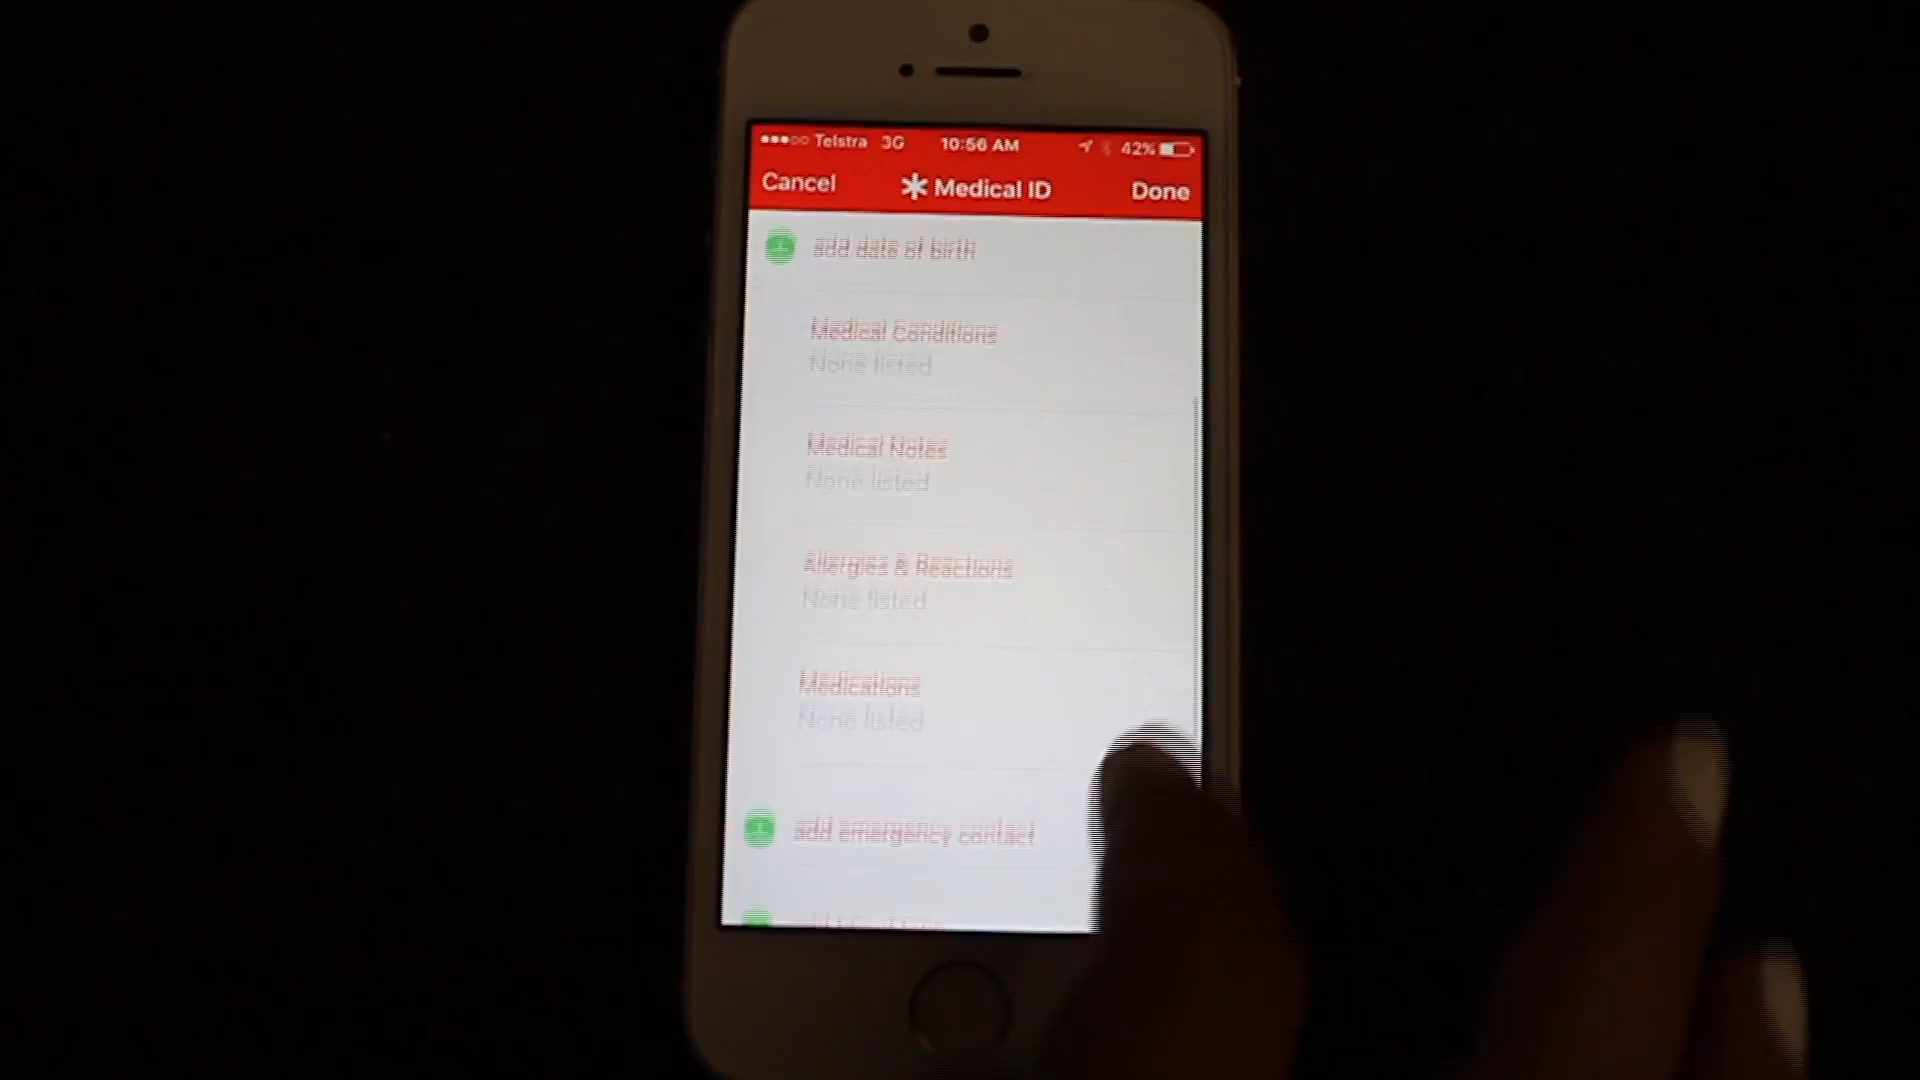 Telstra 3G 10:56 AM 42%
Cancel Medical ID Done
add date of birth
Medical Conditions
None listed
Medical Notes
None listed
Allergies & Reactions
None listed
Medications
None listed
add emergency contact